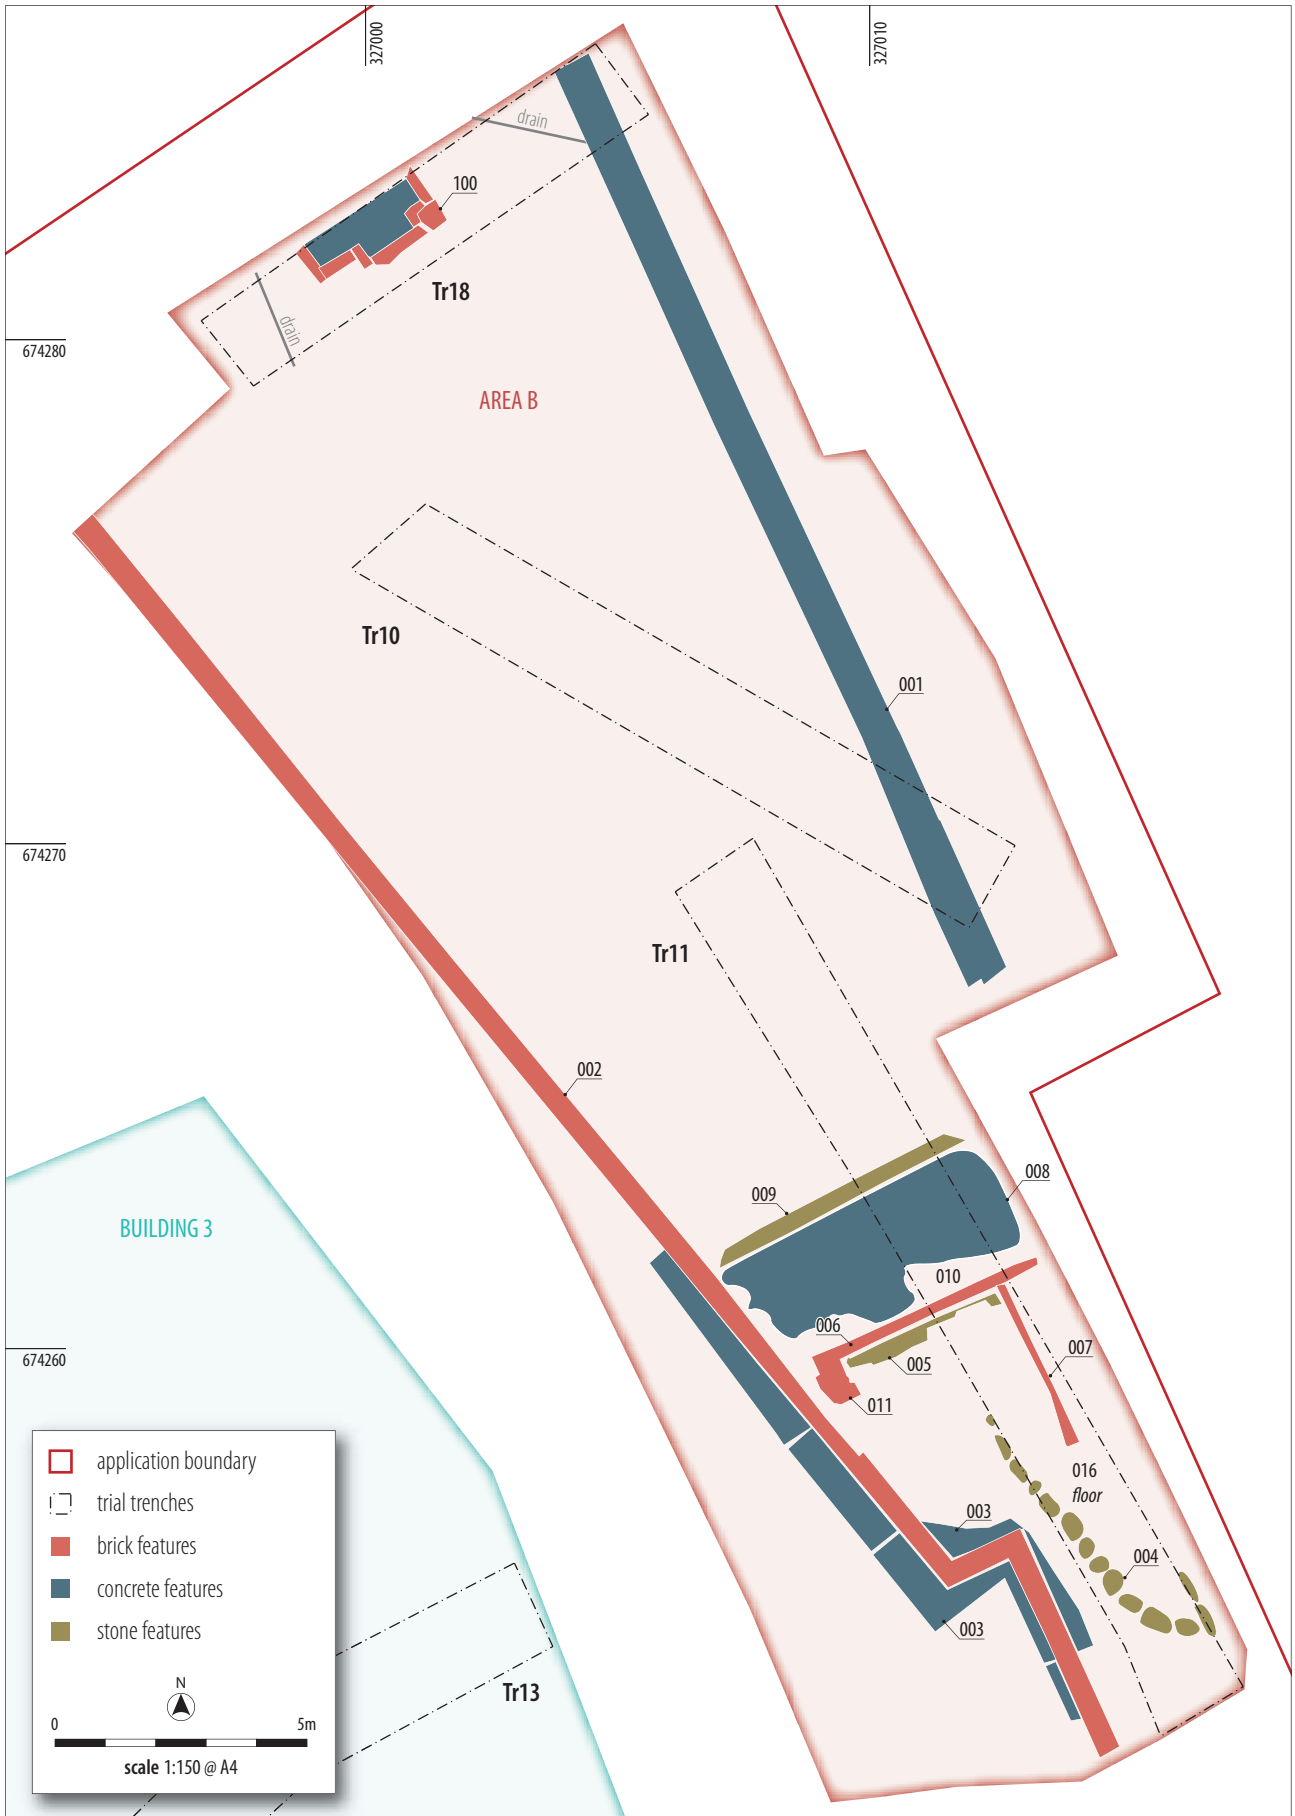 327000
327010
drain
100
Tr18
drain
674280
AREA B
Tr10
001
674270
Tr11
002
008
009
BUILDING 3
010
006
674260
005
007
011
016
floor
003
004
003
Tr13
application boundary
trial trenches
brick features
concrete features
stone features
N
0 5m
scale 1:150 @ A4